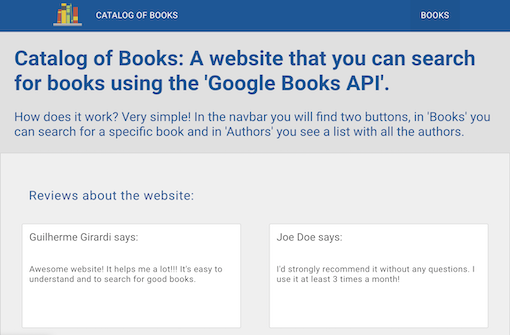 CATALOG OF BOOKS
BOOKS
Catalog of Books: A website that you can search
for books using the 'Google Books API'.
How does it work? Very simple! In the navbar you will find two buttons, in 'Books' you
can search for a specific book and in 'Authors' you see a list with all the authors.
Reviews about the website:
Guilherme Girardi says:
Awesome website! It helps me a lot!!! It's easy to
understand and to search for good books.
Joe Doe says:
I'd strongly recommend it without any questions. I
use it at least 3 times a month!